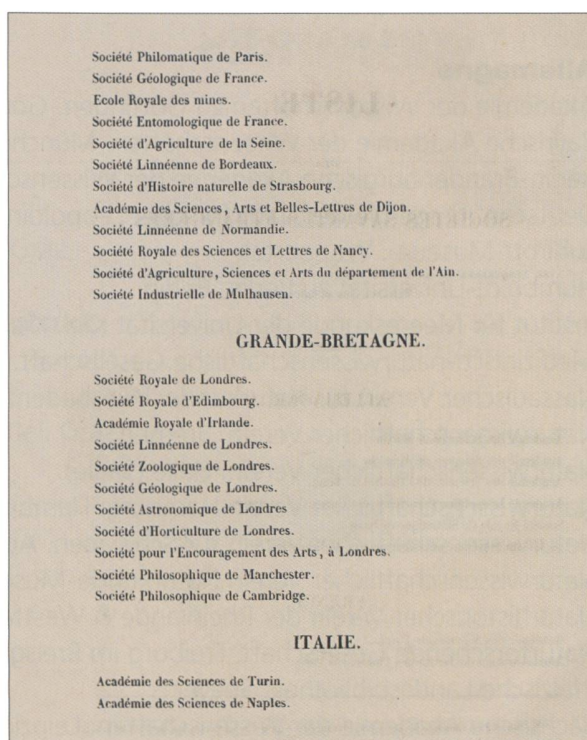 Société Philomatique de Paris.
Société Géologique de France.
Ecole Royale des mines.
Société Entomologique de France.
Société d'Agriculture de la Seine.
Société Linnéenne de Bordeaux.
Société d'Histoire naturelle de Strasbourg.
Académie des Sciences, Arts et Belles-Lettres de Dijon.
Société Linnéenne de Normandie.
Société Royale des Sciences et Lettres de Nancy.
Société d'Agriculture, Sciences et Arts du département de l'Ain.
Société Industrielle de Mulhausen.
GRANDE-BRETAGNE.
Société Royale de Londres.
Société Royale d'Edimbourg.
Académie Royale d'Irlande.
Société Linnéenne de Londres.
Société Zoologique de Londres.
Société Géologique de Londres.
Société Astronomique de Londres
Société d'Horticulture de Londres.
Société pour l'Encouragement des Arts, à Londres.
Société Philosophique de Manchester.
Société Philosophique de Cambridge.
ITALIE.
Académie des Sciences de Turin.
Académie des Sciences de Naples.